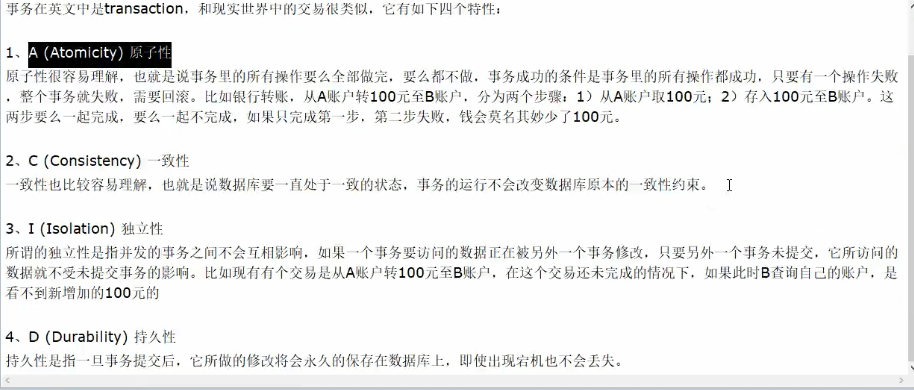 事务在英文中是transaction，和现实世界中的交易很类似，它有如下四个特性：
1、A (Atomicity) 原子性
原子性很容易理解，也就是说事务里的所有操作要么全部做完，要么都不做，事务成功的条件是事务里的所有操作都成功，只要有一个操作失败
，整个事务就失败，需要回滚。比如银行转账，从A账户转100元至B账户，分为两个步骤：1）从A账户取100元；2）存入100元至B账户。这
两步要么一起完成，要么一起不完成，如果只完成第一步，第二步失败，钱会莫名其妙少了100元。
2、C (Consistency) 一致性
一致性也比较容易理解，也就是说数据库要一直处于一致的状态，事务的运行不会改变数据库原本的一致性约束。
3、I (Isolation) 独立性
所谓的独立性是指并发的事务之间不会互相影响，如果一个事务要访问的数据正在被另外一个事务修改，只要另外一个事务未提交，它所访问的
数据就不受未提交事务的影响。比如现有有个交易是从A账户转100元至B账户，在这个交易还未完成的情况下，如果此时B查询自己的账户，是
看不到新增加的100元的
4、D (Durability) 持久性
持久性是指一旦事务提交后，它所做的修改将会永久的保存在数据库上，即使出现宕机也不会丢失。